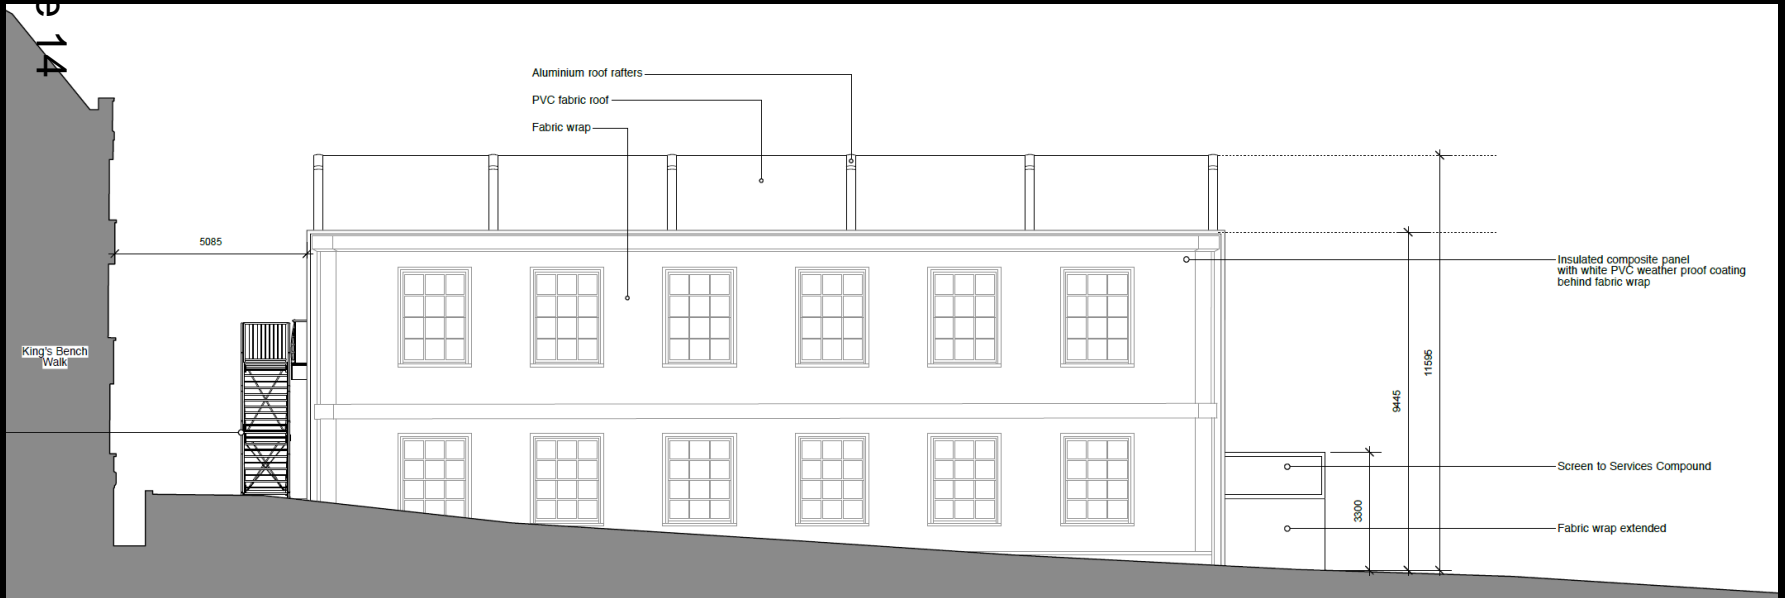 e 14
Aluminium roof rafters
PVC fabric roof
Fabric wrap
5085
Insulated composite panel
with white PVC weather proof coating
behind fabric wrap
King's Bench
Walk
11595
9445
3300
Screen to Services Compound
Fabric wrap extended